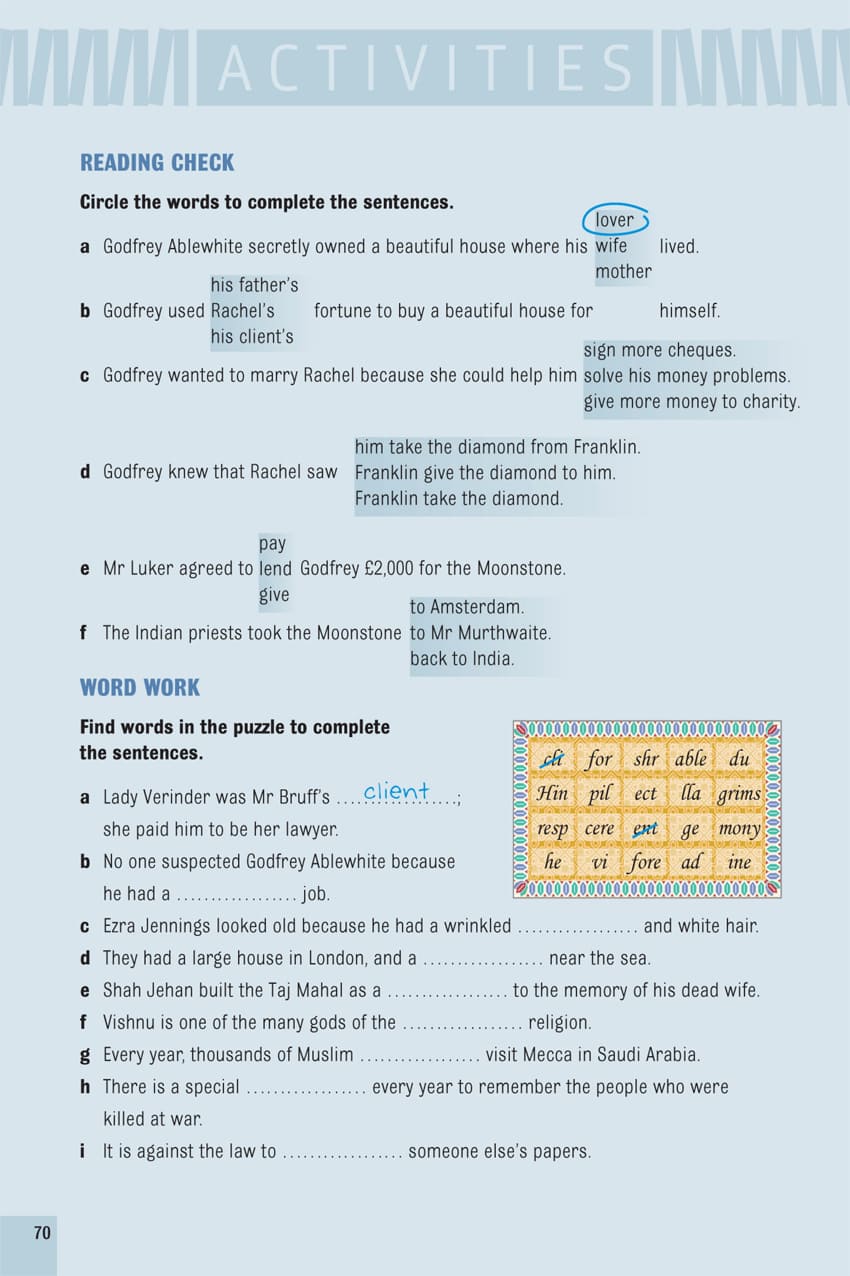 ACTIVITIES
READING CHECK
Circle the words to complete the sentences.
lover
a Godfrey Ablewhite secretly owned a beautiful house where his wife lived.
mother
his father's
b Godfrey used Rachel's fortune to buy a beautiful house for himself.
his client's
sign more cheques.
c Godfrey wanted to marry Rachel because she could help him solve his money problems.
give more money to charity.
him take the diamond from Franklin.
d Godfrey knew that Rachel saw Franklin give the diamond to him.
Franklin take the diamond.
pay
e Mr Luker agreed to lend Godfrey £2,000 for the Moonstone.
give
to Amsterdam.
f The Indian priests took the Moonstone to Mr Murthwaite.
back to India.
WORD WORK
Find words in the puzzle to complete
the sentences.
a Lady Verinder was Mr Bruff's ...client...;
she paid him to be her lawyer.
b No one suspected Godfrey Ablewhite because
he had a .................. job.
cli for shr able du
Hin pil ect lla grims
resp cere ent ge mony
he vi fore ad ine
c Ezra Jennings looked old because he had a wrinkled .................. and white hair.
d They had a large house in London, and a .................. near the sea.
e Shah Jehan built the Taj Mahal as a .................. to the memory of his dead wife.
f Vishnu is one of the many gods of the .................. religion.
g Every year, thousands of Muslim .................. visit Mecca in Saudi Arabia.
h There is a special .................. every year to remember the people who were
killed at war.
i It is against the law to .................. someone else's papers.
70